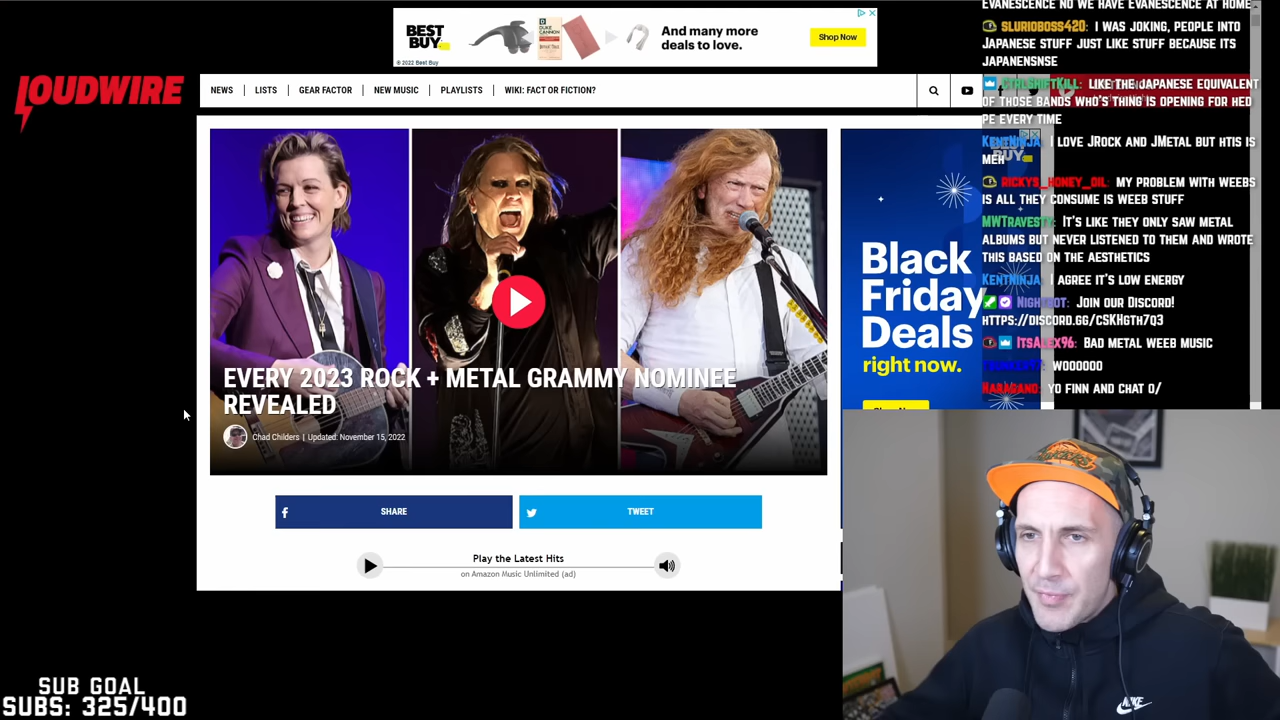 BEST
BUY
© 2022 Best Buy
And many more
deals to love.
Shop Now
LOUDWIRE
NEWS
LISTS
GEAR FACTOR
NEW MUSIC
PLAYLISTS
WIKI: FACT OR FICTION?
EVERY 2023 ROCK + METAL GRAMMY NOMINEE
REVEALED
Chad Childers | Updated: November 15, 2022
SHARE
TWEET
Play the Latest Hits
on Amazon Music Unlimited (ad)
BUY
Black
Friday
Deals
right now.
EVANESCENCE NO WE HAVE EVANESCENCE AT HOME
SLURIOBOSS420: I WAS JOKING, PEOPLE INTO
JAPANESE STUFF JUST LIKE STUFF BECAUSE ITS
JAPANENSNSE
CTRLSHIFTKILL: LIKE THE JAPANESE EQUIVALENT
OF THOSE BANDS WHO'S THING IS OPENING FOR HED
PE EVERY TIME
KENTNINJA: I LOVE JROCK AND JMETAL BUT HTIS IS
MEH
RICKYS_HONEY_OIL: MY PROBLEM WITH WEEBS
IS ALL THEY CONSUME IS WEEB STUFF
MWTRAVESTY: IT'S LIKE THEY ONLY SAW METAL
ALBUMS BUT NEVER LISTENED TO THEM AND WROTE
THIS BASED ON THE AESTHETICS
KENTNINJA: I AGREE IT'S LOW ENERGY
NIGHTBOT: JOIN OUR DISCORD!
HTTPS://DISCORD.GG/CSKHGTH7Q3
ITSALEX96: BAD METAL WEEB MUSIC
WOOOOOO
HARAGANO: YO FINN AND CHAT O/
SUB GOAL
SUBS: 325/400